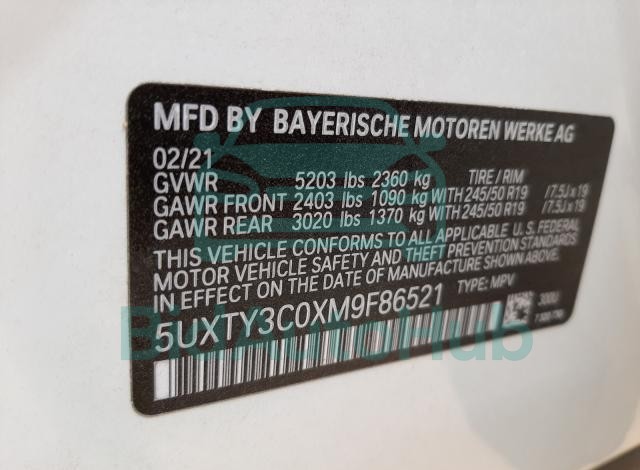 MFD BY BAYERISCHE MOTOREN WERKE AG
02/21
GVWR 5203 lbs 2360 kg TIRE / RIM
GAWR FRONT 2403 lbs 1090 kg WITH 245/50 R19 /7.5J x 19
GAWR REAR 3020 lbs 1370 kg WITH 245/50 R19 /7.5J x 19
THIS VEHICLE CONFORMS TO ALL APPLICABLE U. S. FEDERAL
MOTOR VEHICLE SAFETY AND THEFT PREVENTION STANDARDS
IN EFFECT ON THE DATE OF MANUFACTURE SHOWN ABOVE.
5UXTY3C0XM9F86521 TYPE: MPV
BidAutoHub